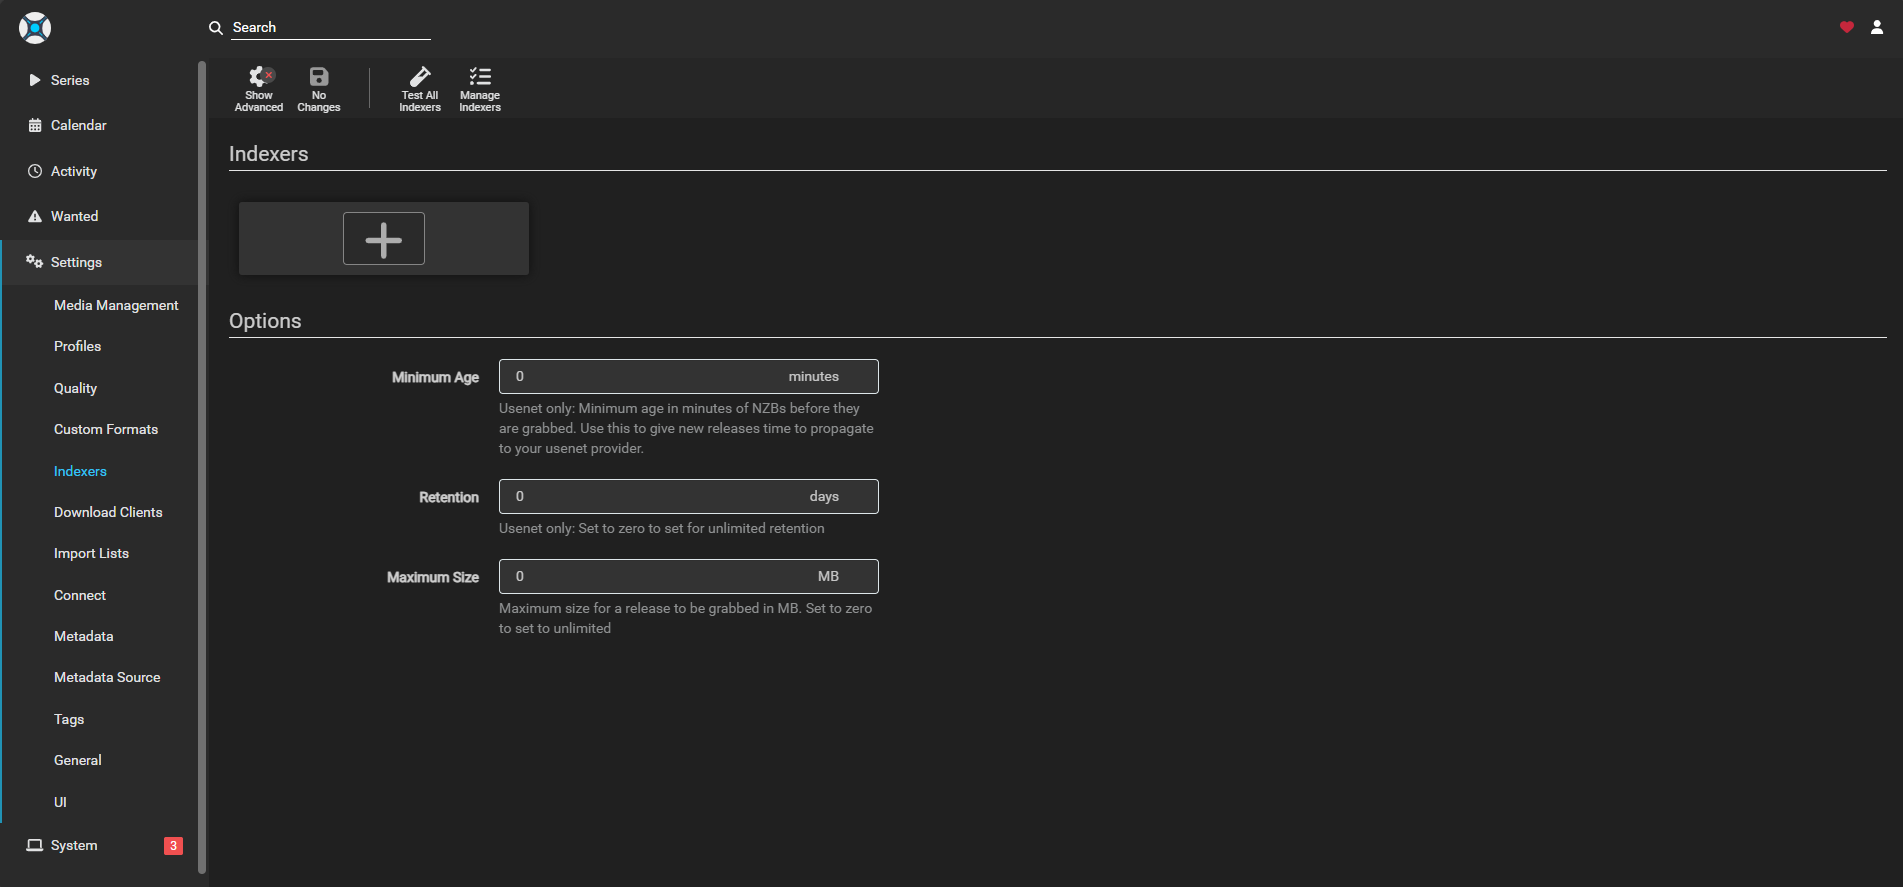 Search
Series
Calendar
Activity
Wanted
Settings
Media Management
Profiles
Quality
Custom Formats
Indexers
Download Clients
Import Lists
Connect
Metadata
Metadata Source
Tags
General
UI
System
3
Show
Advanced
No
Changes
Test All
Indexers
Manage
Indexers
Indexers
Options
Minimum Age
0 minutes
Usenet only: Minimum age in minutes of NZBs before they
are grabbed. Use this to give new releases time to propagate
to your usenet provider.
Retention
0 days
Usenet only: Set to zero to set for unlimited retention
Maximum Size
0 MB
Maximum size for a release to be grabbed in MB. Set to zero
to set to unlimited